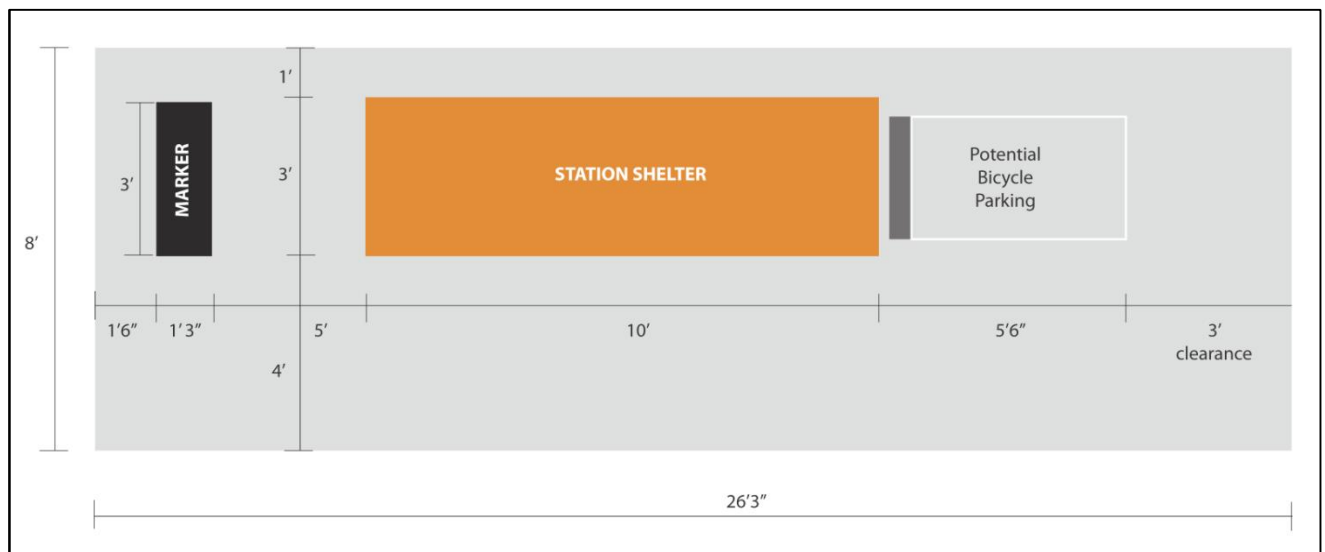 1’
3’
MARKER
3’
STATION SHELTER
Potential
Bicycle
Parking
8’
1’6”
1’3”
5’
10’
5’6”
3’
clearance
4’
26’3”